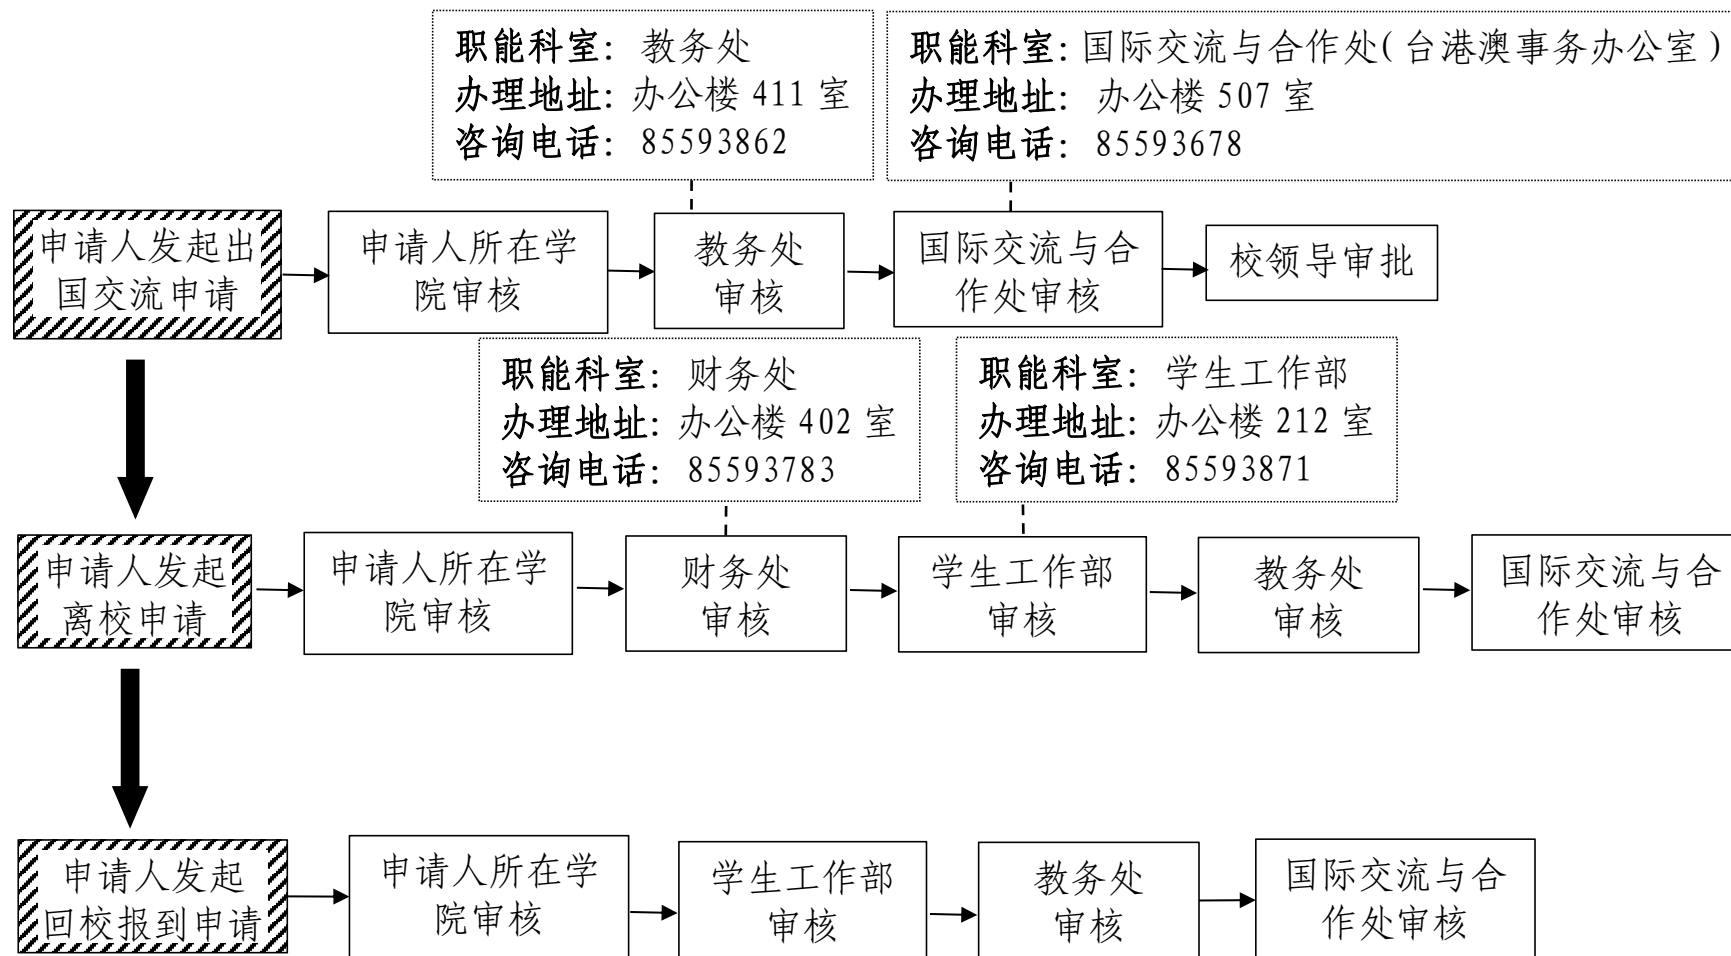 职能科室：教务处
办理地址：办公楼 411 室
咨询电话：85593862
职能科室：国际交流与合作处（台港澳事务办公室）
办理地址：办公楼 507 室
咨询电话：85593678
申请人发起出
国交流申请
申请人所在学
院审核
教务处
审核
国际交流与合
作处审核
校领导审批
职能科室：财务处
办理地址：办公楼 402 室
咨询电话：85593783
职能科室：学生工作部
办理地址：办公楼 212 室
咨询电话：85593871
申请人发起
离校申请
申请人所在学
院审核
财务处
审核
学生工作部
审核
教务处
审核
国际交流与合
作处审核
申请人发起
回校报到申请
申请人所在学
院审核
学生工作部
审核
教务处
审核
国际交流与合
作处审核